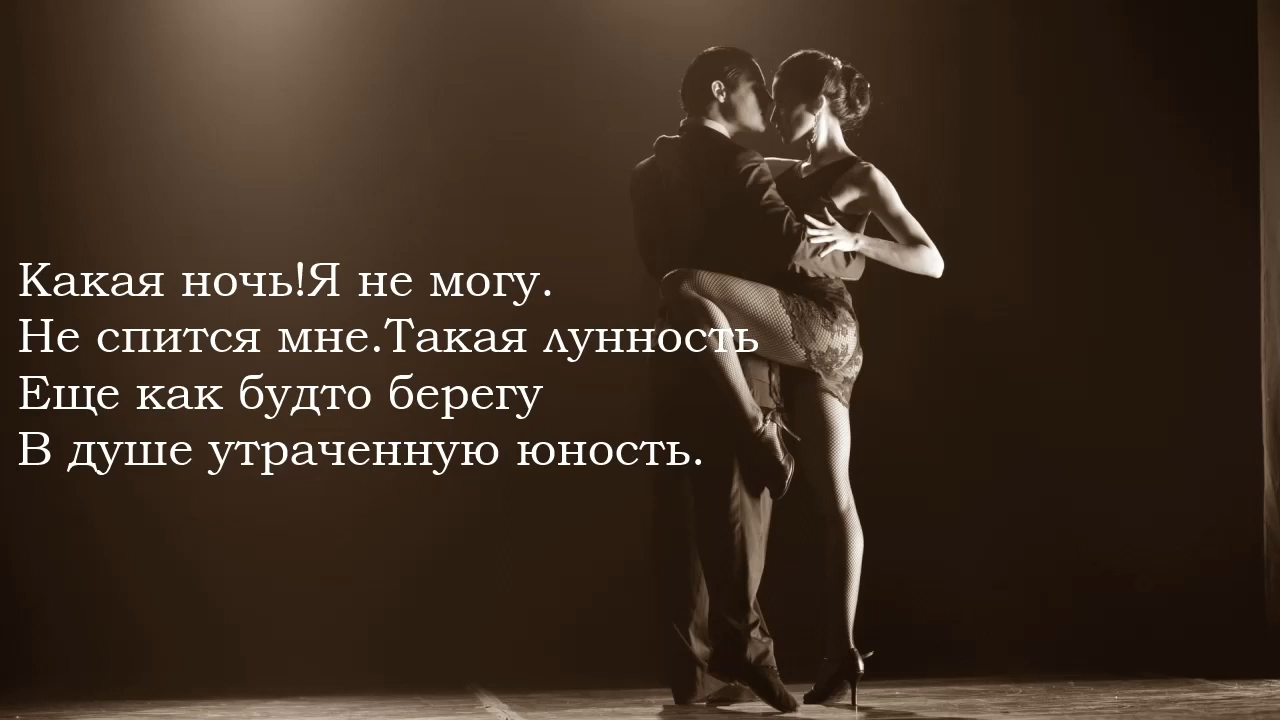 Какая ночь!Я не могу.
Не спится мне.Такая лунность
Еще как будто берегу
В душе утраченную юность.